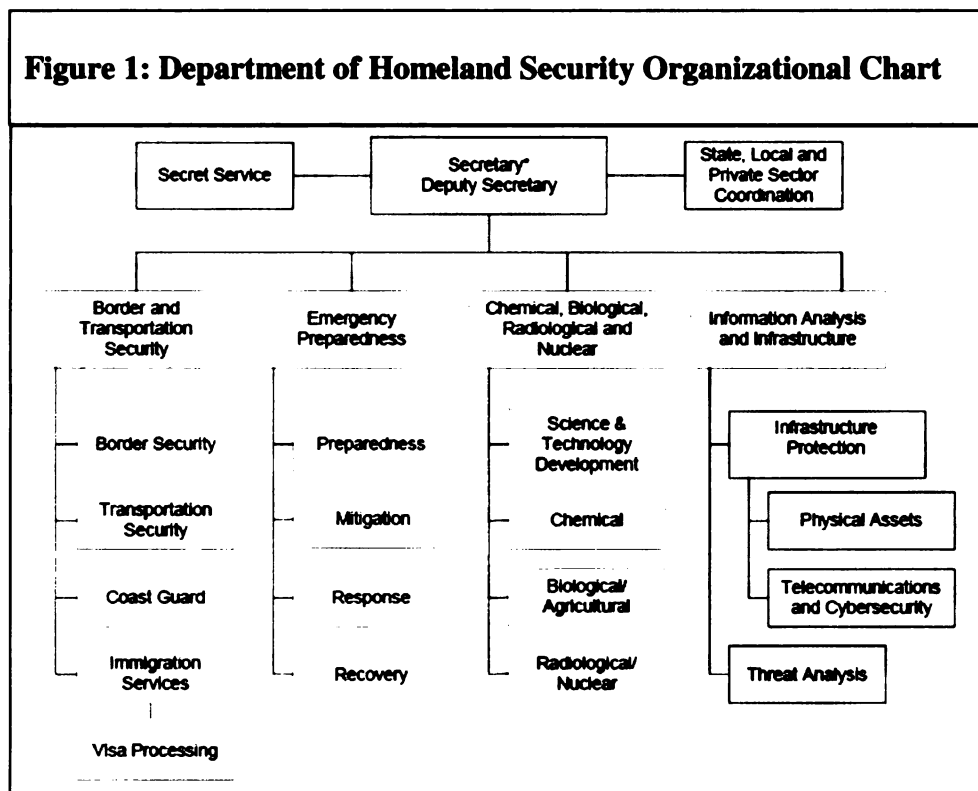 Figure 1: Department of Homeland Security Organizational Chart
Secret Service
Secretary*
Deputy Secretary
State, Local and
Private Sector
Coordination
Border and
Transportation
Security
Emergency
Preparedness
Chemical, Biological,
Radiological and
Nuclear
Information Analysis
and Infrastructure
Border Security
Transportation
Security
Coast Guard
Immigration
Services
Visa Processing
Preparedness
Mitigation
Response
Recovery
Science &
Technology
Development
Chemical
Biological/
Agricultural
Radiological/
Nuclear
Infrastructure
Protection
Physical Assets
Telecommunications
and Cybersecurity
Threat Analysis